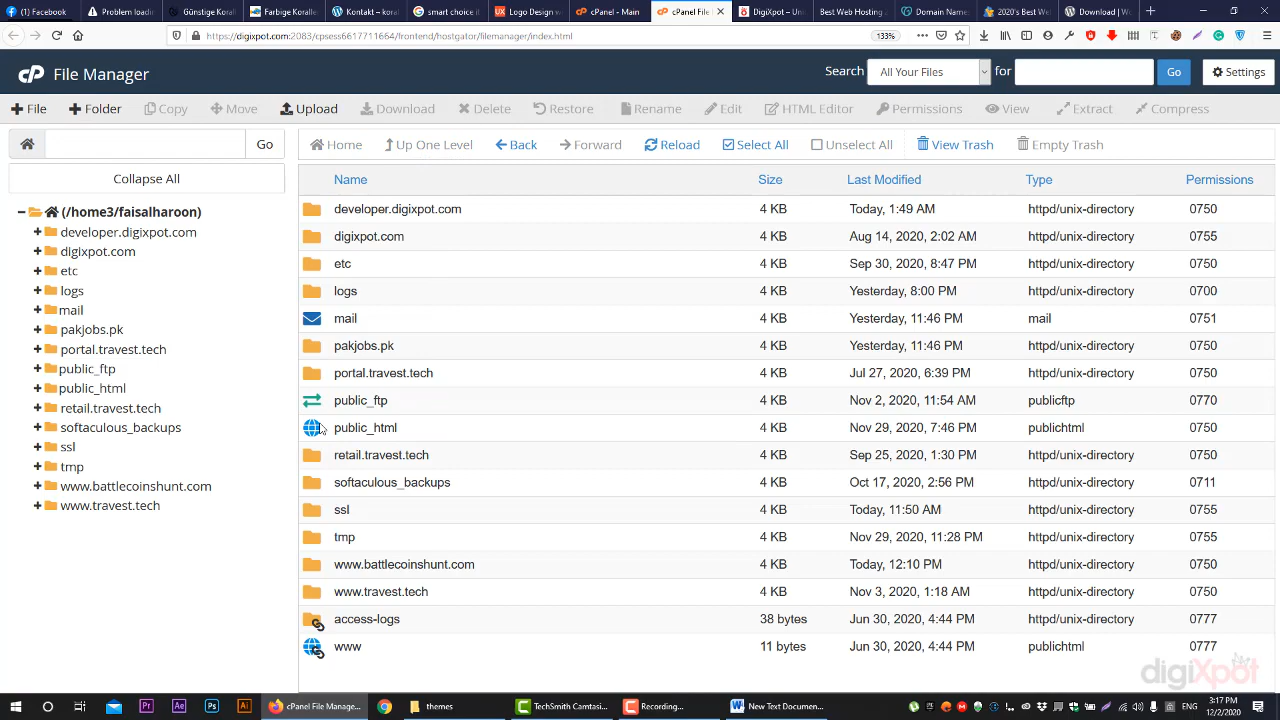 Facebook
Problem loadin
Günstige Korall
Farbige Korallen
Kontakt – korall
smart choice it
Logo Design w
cPanel - Main
cPanel File
DigiXpot – Un
Best Web Hosting
Domain Names
2020's Best We
Download | Wo
https://digixpot.com:2083/cpsess6617711664/frontend/hostgator/filemanager/index.html
133%
cP File Manager
Search
All Your Files
for
Go
Settings
File
Folder
Copy
Move
Upload
Download
Delete
Restore
Rename
Edit
HTML Editor
Permissions
View
Extract
Compress
Go
Home
Up One Level
Back
Forward
Reload
Select All
Unselect All
View Trash
Empty Trash
Collapse All
(/home3/faisalharoon)
developer.digixpot.com
digixpot.com
etc
logs
mail
pakjobs.pk
portal.travest.tech
public_ftp
public_html
retail.travest.tech
softaculous_backups
ssl
tmp
www.battlecoinshunt.com
www.travest.tech
Name Size Last Modified Type Permissions
developer.digixpot.com 4 KB Today, 1:49 AM httpd/unix-directory 0750
digixpot.com 4 KB Aug 14, 2020, 2:02 AM httpd/unix-directory 0755
etc 4 KB Sep 30, 2020, 8:47 PM httpd/unix-directory 0750
logs 4 KB Yesterday, 8:00 PM httpd/unix-directory 0700
mail 4 KB Yesterday, 11:46 PM mail 0751
pakjobs.pk 4 KB Yesterday, 11:46 PM httpd/unix-directory 0750
portal.travest.tech 4 KB Jul 27, 2020, 6:39 PM httpd/unix-directory 0750
public_ftp 4 KB Nov 2, 2020, 11:54 AM publicftp 0770
public_html 4 KB Nov 29, 2020, 7:46 PM publichtml 0750
retail.travest.tech 4 KB Sep 25, 2020, 1:30 PM httpd/unix-directory 0750
softaculous_backups 4 KB Oct 17, 2020, 2:56 PM httpd/unix-directory 0711
ssl 4 KB Today, 11:50 AM httpd/unix-directory 0755
tmp 4 KB Nov 29, 2020, 11:28 PM httpd/unix-directory 0755
www.battlecoinshunt.com 4 KB Today, 12:10 PM httpd/unix-directory 0750
www.travest.tech 4 KB Nov 3, 2020, 1:18 AM httpd/unix-directory 0750
access-logs 38 bytes Jun 30, 2020, 4:44 PM httpd/unix-directory 0777
www 11 bytes Jun 30, 2020, 4:44 PM publichtml 0777
digiXpot
Pr
Ae
Ps
Ai
cPanel File Manage...
themes
TechSmith Camtasi...
Recording...
New Text Documen...
ENG
3:17 PM
12/2/2020